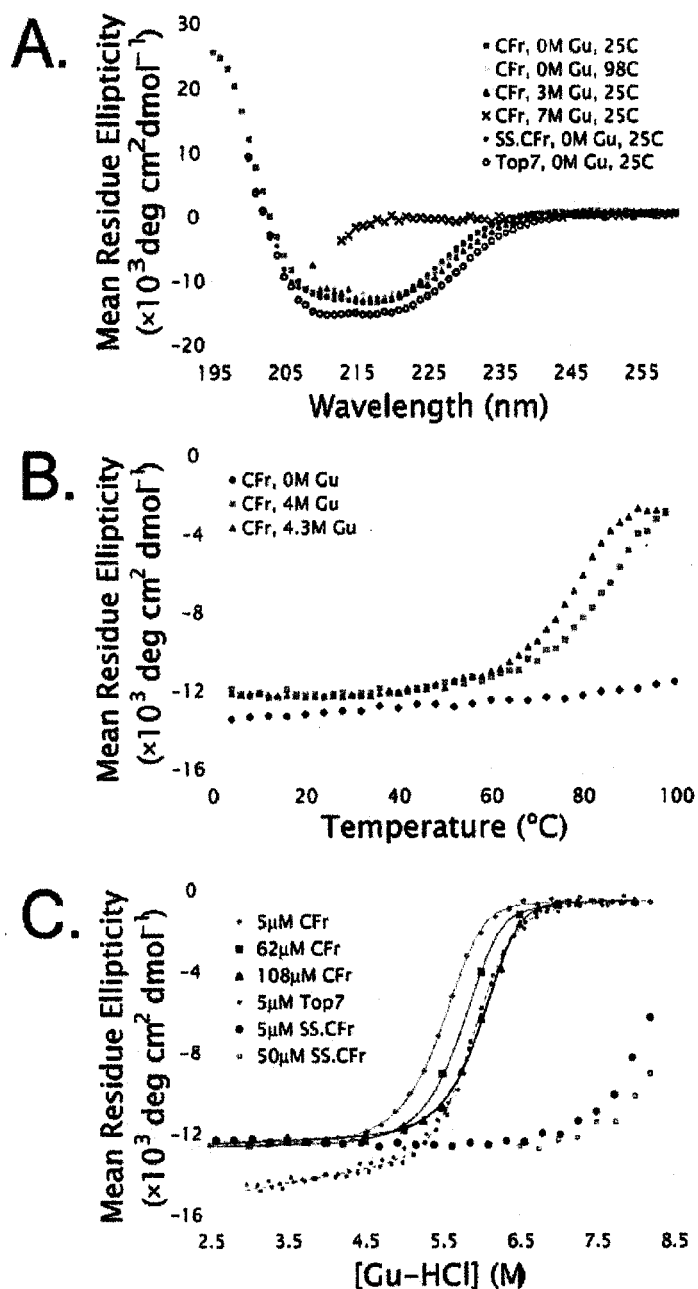 A.
Mean Residue Ellipticity
(×10³ deg cm² dmol⁻¹)
30
20
10
0
-10
-20
CFr, 0M Gu, 25C
CFr, 0M Gu, 98C
CFr, 3M Gu, 25C
CFr, 7M Gu, 25C
SS.CFr, 0M Gu, 25C
Top7, 0M Gu, 25C
195 205 215 225 235 245 255
Wavelength (nm)
B.
Mean Residue Ellipticity
(×10³ deg cm² dmol⁻¹)
0
-4
-8
-12
-16
CFr, 0M Gu
CFr, 4M Gu
CFr, 4.3M Gu
0 20 40 60 80 100
Temperature (°C)
C.
Mean Residue Ellipticity
(×10³ deg cm² dmol⁻¹)
0
-4
-8
-12
-16
5μM CFr
62μM CFr
108μM CFr
5μM Top7
5μM SS.CFr
50μM SS.CFr
2.5 3.5 4.5 5.5 6.5 7.5 8.5
[Gu-HCl] (M)